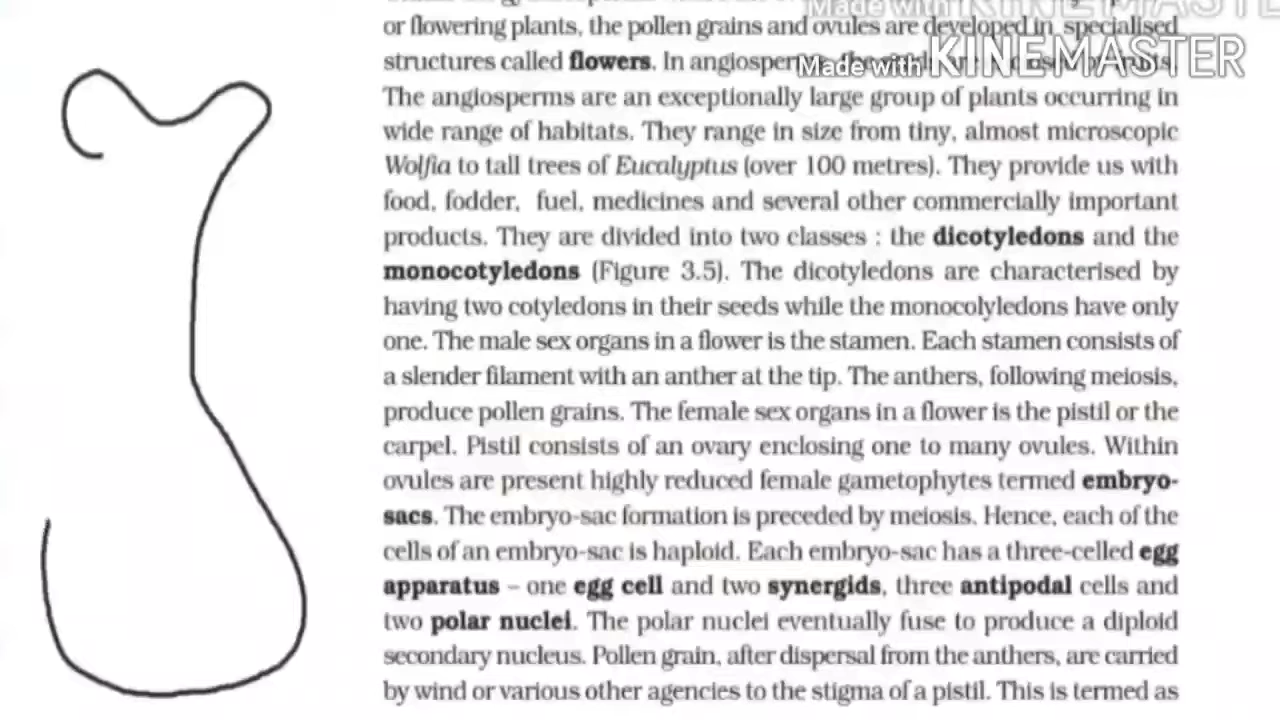 or flowering plants, the pollen grains and ovules are developed in specialised
Made with KINEMASTER
structures called flowers. In angiosperms,
The angiosperms are an exceptionally large group of plants occurring in
wide range of habitats. They range in size from tiny, almost microscopic
Wolfia to tall trees of Eucalyptus (over 100 metres). They provide us with
food, fodder, fuel, medicines and several other commercially important
products. They are divided into two classes : the dicotyledons and the
monocotyledons (Figure 3.5). The dicotyledons are characterised by
having two cotyledons in their seeds while the monocolyledons have only
one. The male sex organs in a flower is the stamen. Each stamen consists of
a slender filament with an anther at the tip. The anthers, following meiosis,
produce pollen grains. The female sex organs in a flower is the pistil or the
carpel. Pistil consists of an ovary enclosing one to many ovules. Within
ovules are present highly reduced female gametophytes termed embryo-
sacs. The embryo-sac formation is preceded by meiosis. Hence, each of the
cells of an embryo-sac is haploid. Each embryo-sac has a three-celled egg
apparatus – one egg cell and two synergids, three antipodal cells and
two polar nuclei. The polar nuclei eventually fuse to produce a diploid
secondary nucleus. Pollen grain, after dispersal from the anthers, are carried
by wind or various other agencies to the stigma of a pistil. This is termed as